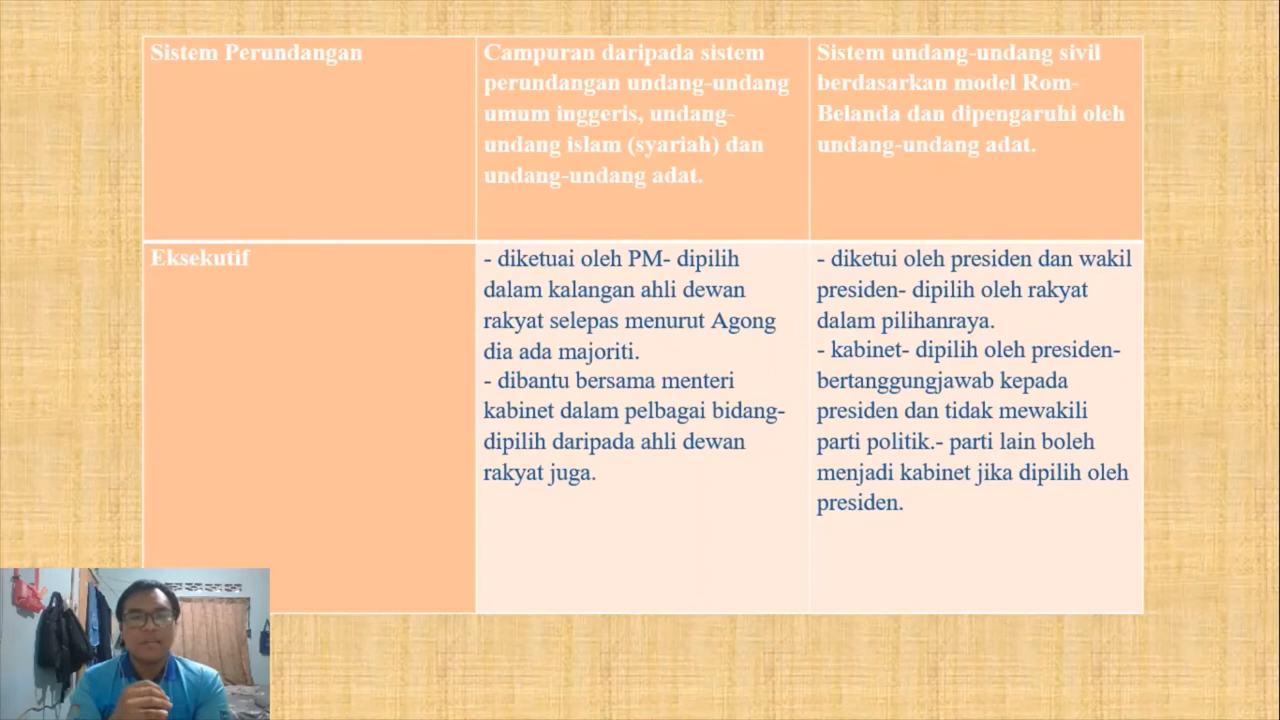 Sistem Perundangan
Campuran daripada sistem
perundangan undang-undang
umum inggeris, undang-
undang islam (syariah) dan
undang-undang adat.
Sistem undang-undang sivil
berdasarkan model Rom-
Belanda dan dipengaruhi oleh
undang-undang adat.
Eksekutif
- diketuai oleh PM- dipilih
dalam kalangan ahli dewan
rakyat selepas menurut Agong
dia ada majoriti.
- dibantu bersama menteri
kabinet dalam pelbagai bidang-
dipilih daripada ahli dewan
rakyat juga.
- diketui oleh presiden dan wakil
presiden- dipilih oleh rakyat
dalam pilihanraya.
- kabinet- dipilih oleh presiden-
bertanggungjawab kepada
presiden dan tidak mewakili
parti politik.- parti lain boleh
menjadi kabinet jika dipilih oleh
presiden.